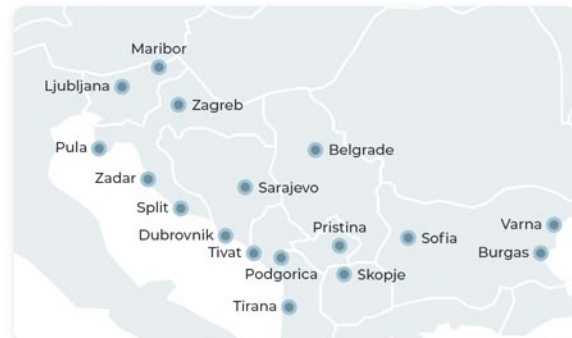 Maribor
Ljubljana
Zagreb
Pula
Belgrade
Zadar
Sarajevo
Split
Dubrovnik
Pristina
Sofia
Varna
Tivat
Burgas
Podgorica
Skopje
Tirana